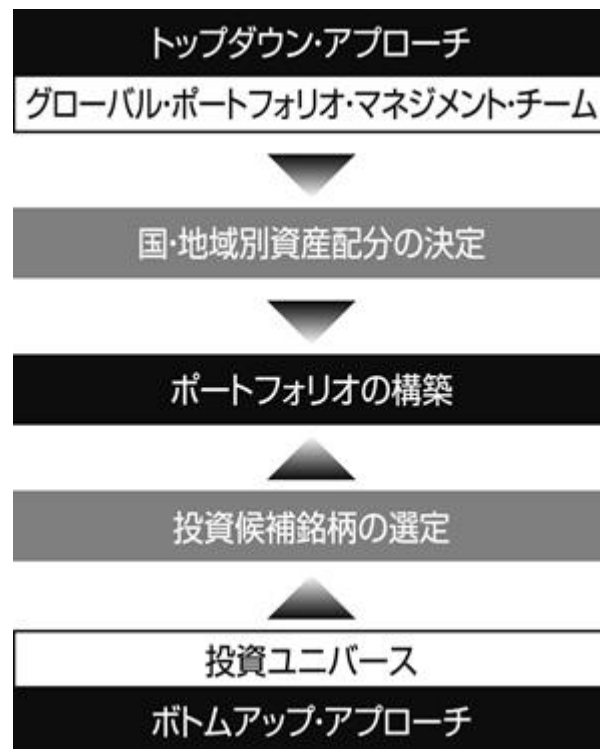 トップダウン・アプローチ
グローバル・ポートフォリオ・マネジメント・チーム
国・地域別資産配分の決定
ポートフォリオの構築
投資候補銘柄の選定
投資ユニバース
ボトムアップ・アプローチ